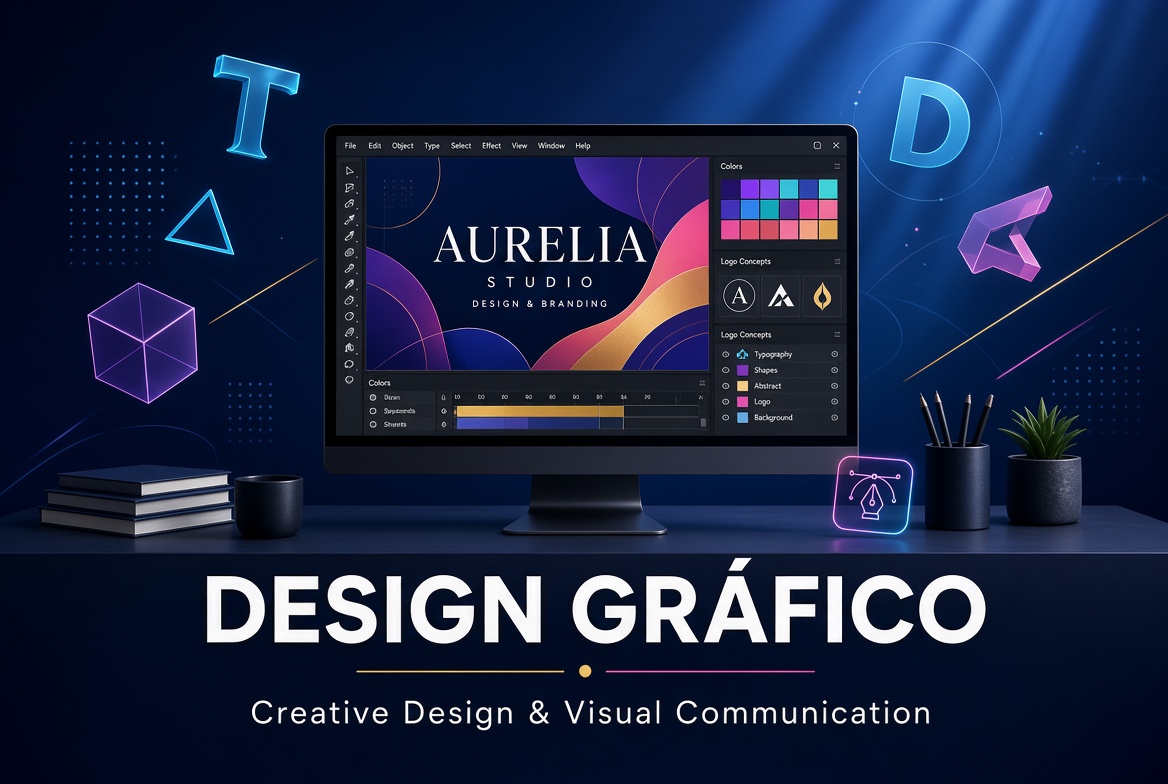 T
D
File Edit Object Type Select Effect View Window Help
Colors
AURELIA
STUDIO
DESIGN & BRANDING
Logo Concepts
A
Logo Concepts
Typography
Shapes
Abstract
Logo
Background
Colors
DESIGN GRÁFICO
Creative Design & Visual Communication